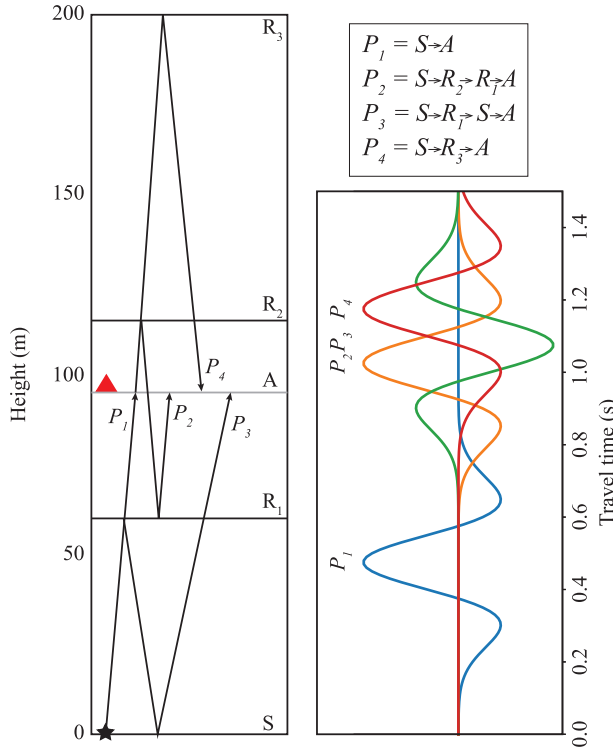 200
150
100
50
0
Height (m)
R₃
R₂
A
R₁
S
P₁
P₂
P₄
P₃
P₁ = S→A
P₂ = S→R₂→R₁→A
P₃ = S→R₁→S→A
P₄ = S→R₃→A
P₄
P₂P₃
P₁
1.4
1.2
1.0
0.8
0.6
0.4
0.2
0.0
Travel time (s)